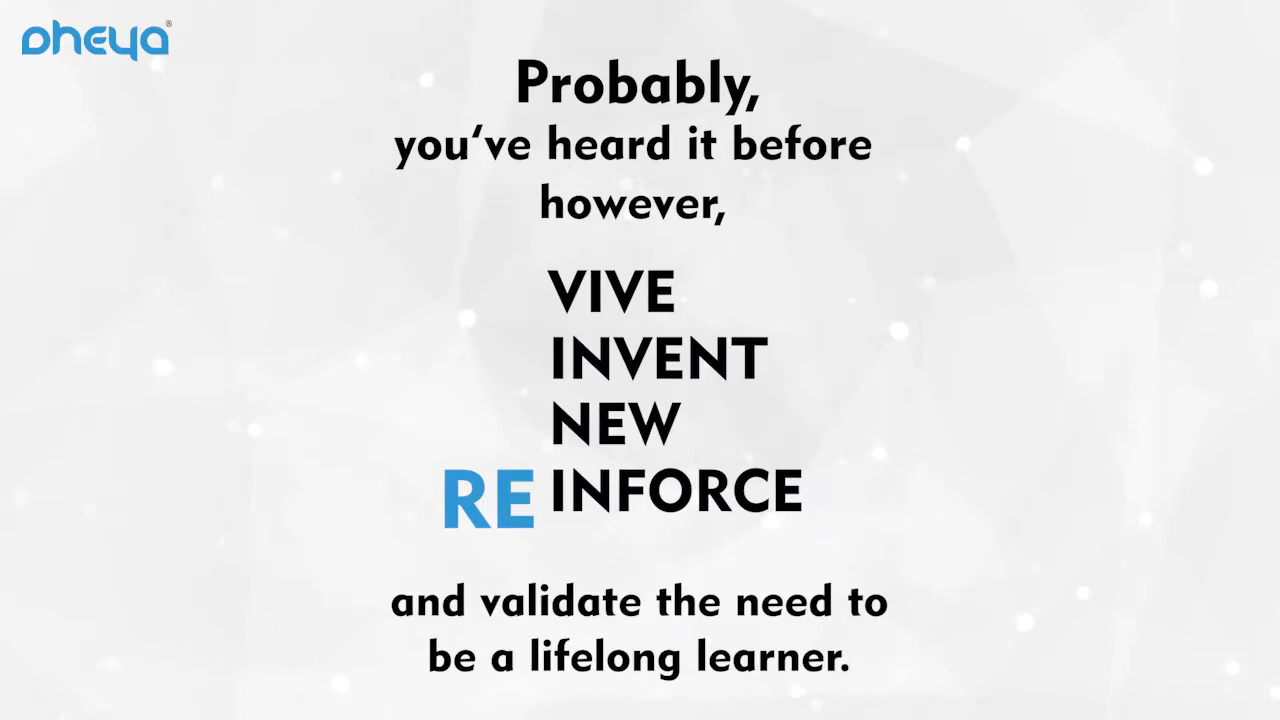 Dheya®
Probably,
you‘ve heard it before
however,
VIVE
INVENT
NEW
RE INFORCE
and validate the need to
be a lifelong learner.